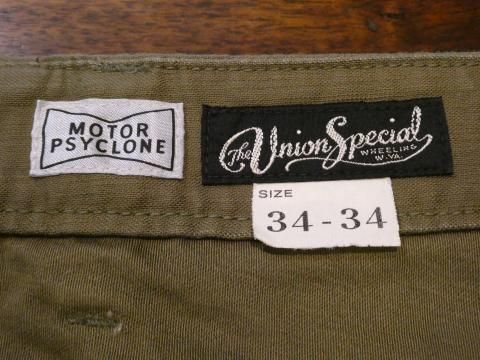 MOTOR
PSYCLONE
The Union Special
WHEELING
W.VA.
SIZE
34-34